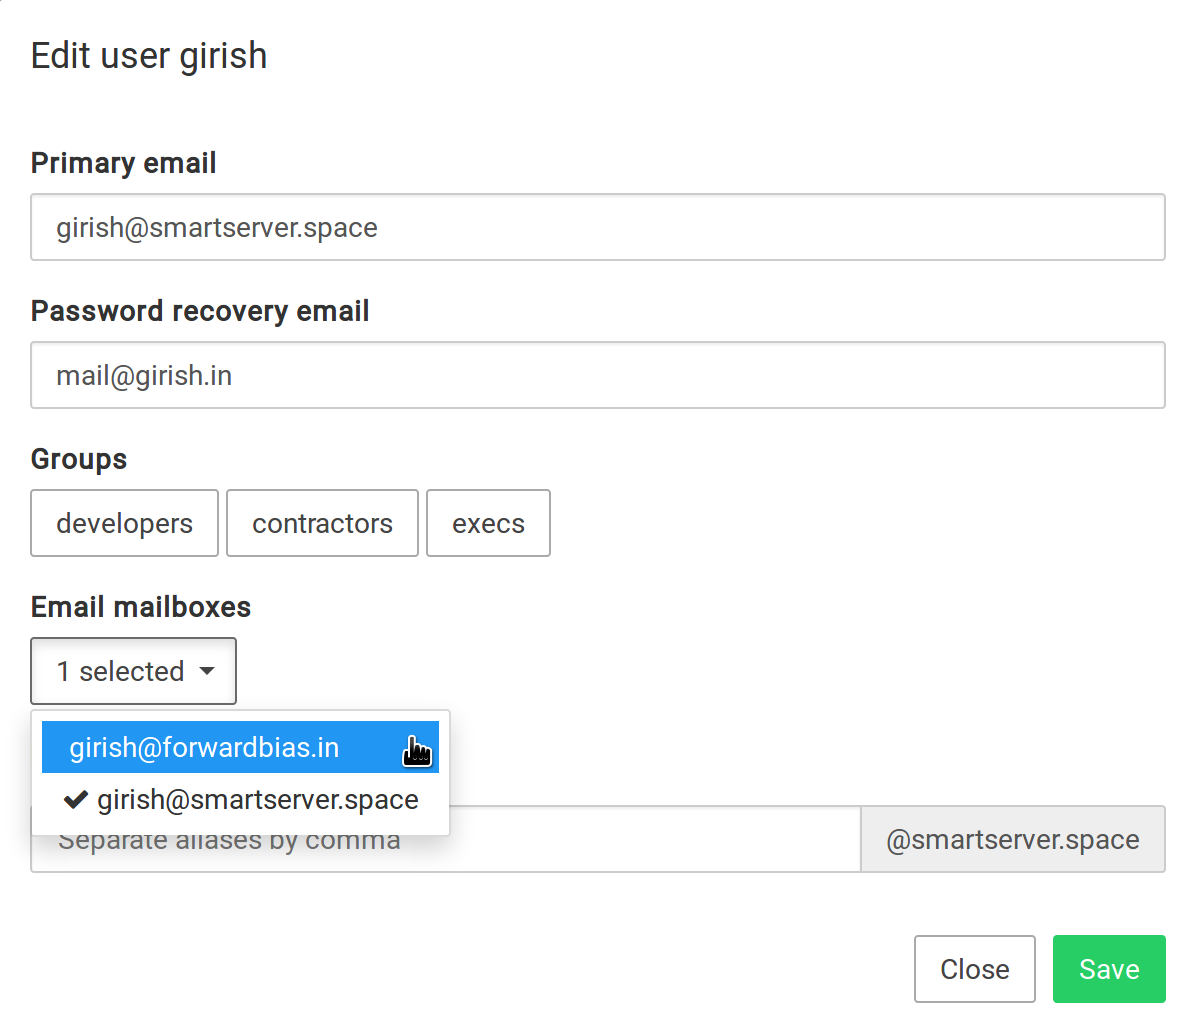 Edit user girish
Primary email
girish@smartserver.space
Password recovery email
mail@girish.in
Groups
developers contractors execs
Email mailboxes
1 selected
girish@forwardbias.in
girish@smartserver.space
Separate aliases by comma @smartserver.space
Close Save